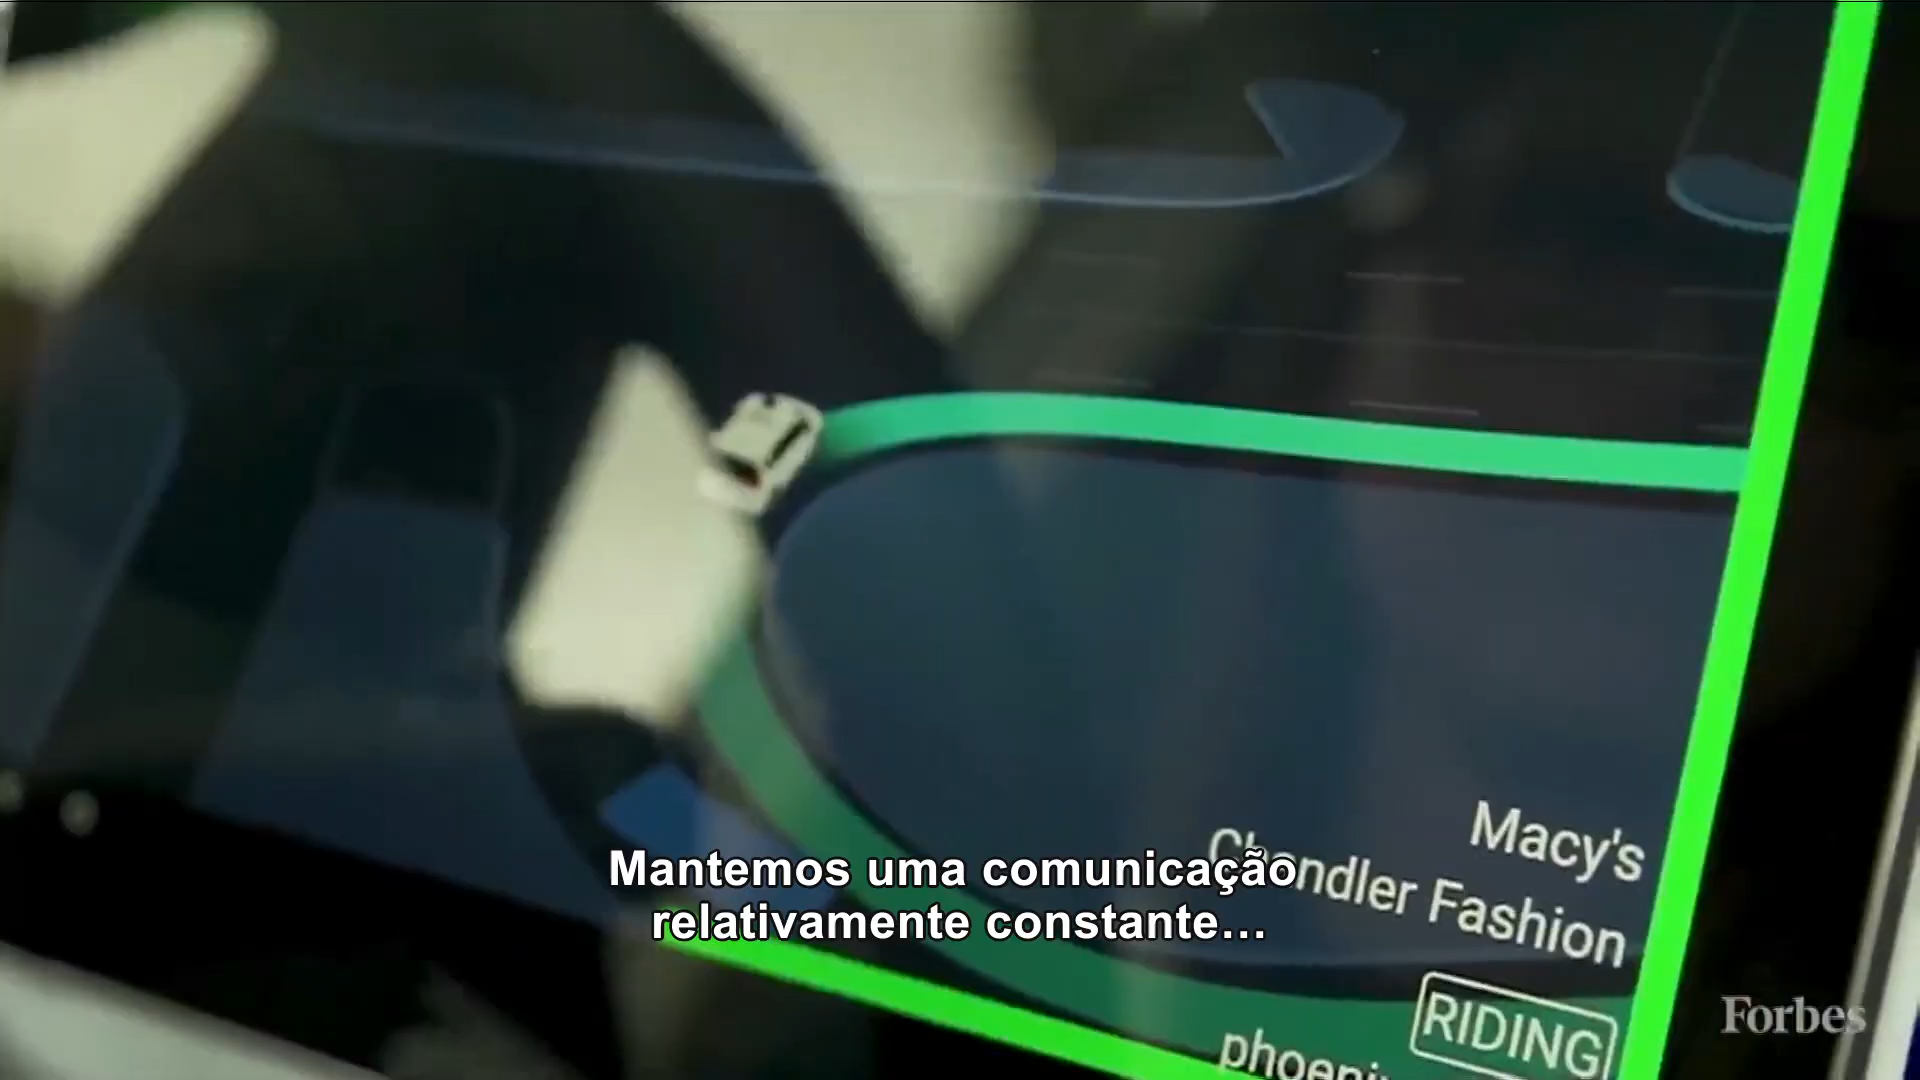 Macy's
Chandler Fashion
RIDING
Mantemos uma comunicação
relativamente constante...
Forbes